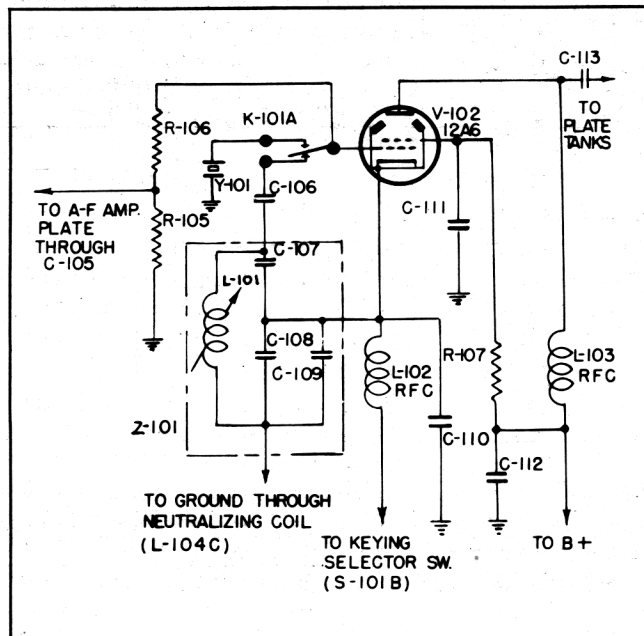 C-113
TO
PLATE
TANKS
V-102
12A6
K-101A
R-106
Y-101
C-106
C-111
TO A-F AMP.
PLATE
THROUGH
C-105
R-105
C-107
L-101
C-108
C-109
L-102
RFC
R-107
L-103
RFC
C-110
Z-101
C-112
TO GROUND THROUGH
NEUTRALIZING COIL
(L-104C)
TO KEYING
SELECTOR SW.
(S-101B)
TO B+